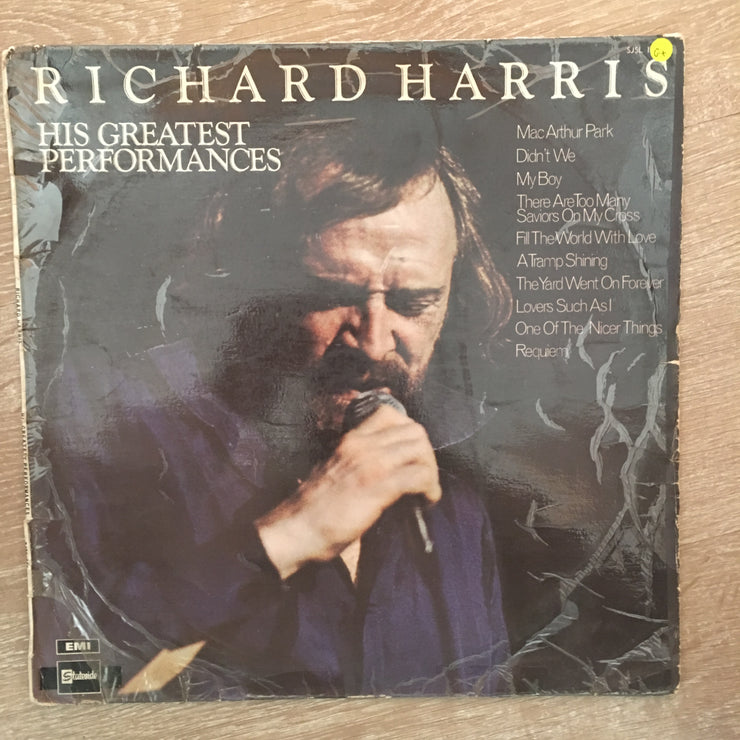 SJSL
RICHARD HARRIS
HIS GREATEST
PERFORMANCES
Mac Arthur Park
Didn't We
My Boy
There Are Too Many
Saviors On My Cross
Fill The World With Love
A Tramp Shining
The Yard Went On Forever
Lovers Such As I
One Of The Nicer Things
Requiem
EMI
Stateside